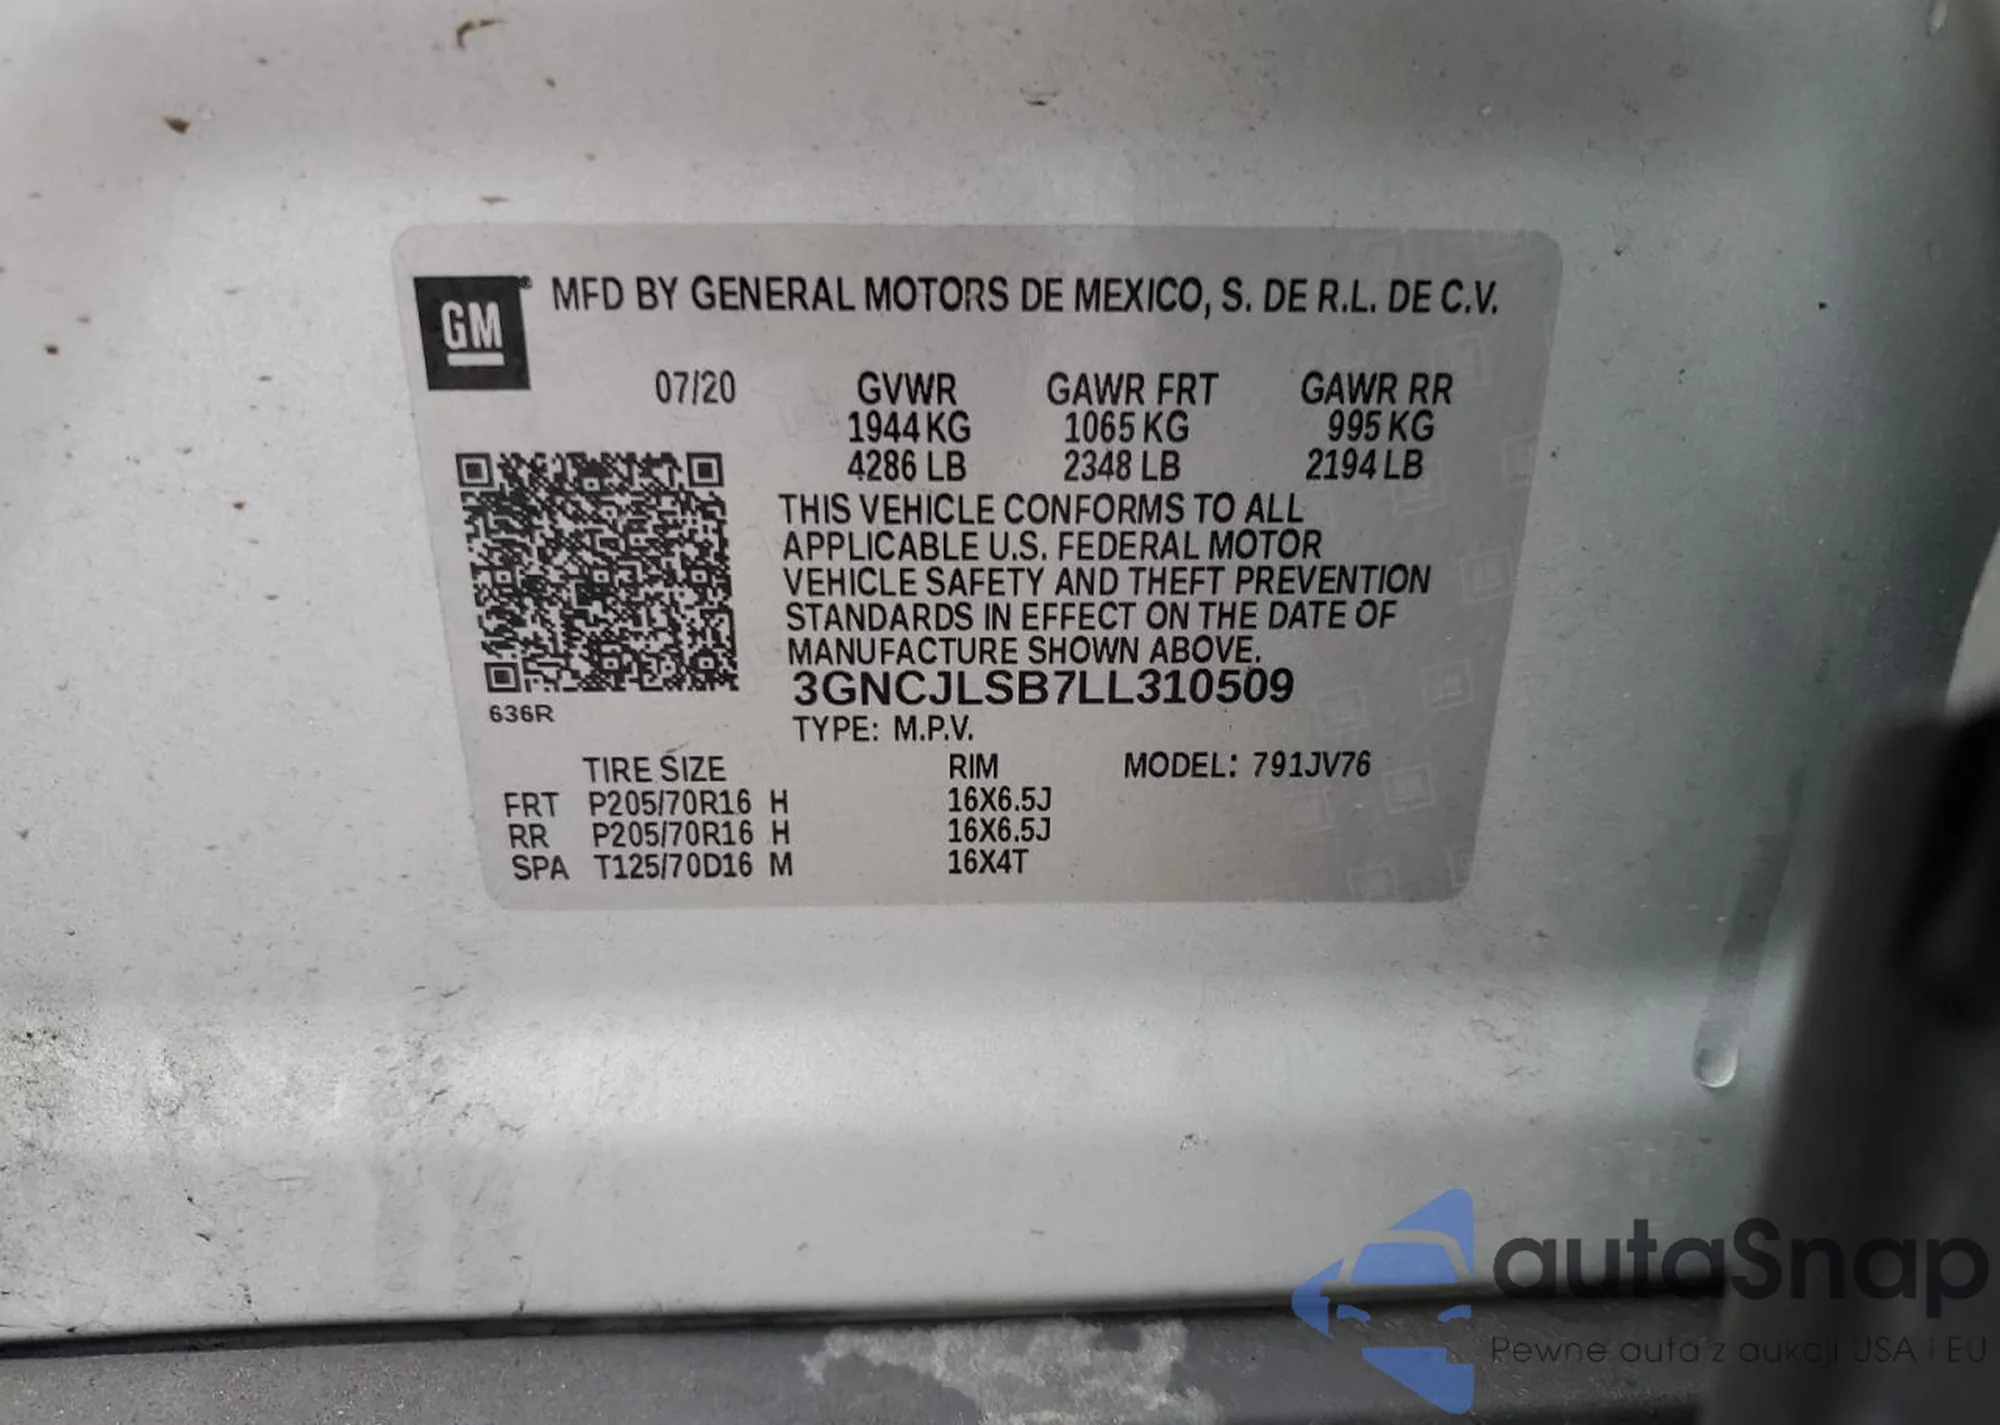 GM® MFD BY GENERAL MOTORS DE MEXICO, S. DE R.L. DE C.V.
07/20 GVWR GAWR FRT GAWR RR
1944 KG 1065 KG 995 KG
4286 LB 2348 LB 2194 LB
THIS VEHICLE CONFORMS TO ALL
APPLICABLE U.S. FEDERAL MOTOR
VEHICLE SAFETY AND THEFT PREVENTION
STANDARDS IN EFFECT ON THE DATE OF
MANUFACTURE SHOWN ABOVE.
3GNCJLSB7LL310509
636R
TYPE: M.P.V.
TIRE SIZE RIM MODEL: 791JV76
FRT P205/70R16 H 16X6.5J
RR P205/70R16 H 16X6.5J
SPA T125/70D16 M 16X4T
autaSnap
Pewne auta z aukcji USA i EU